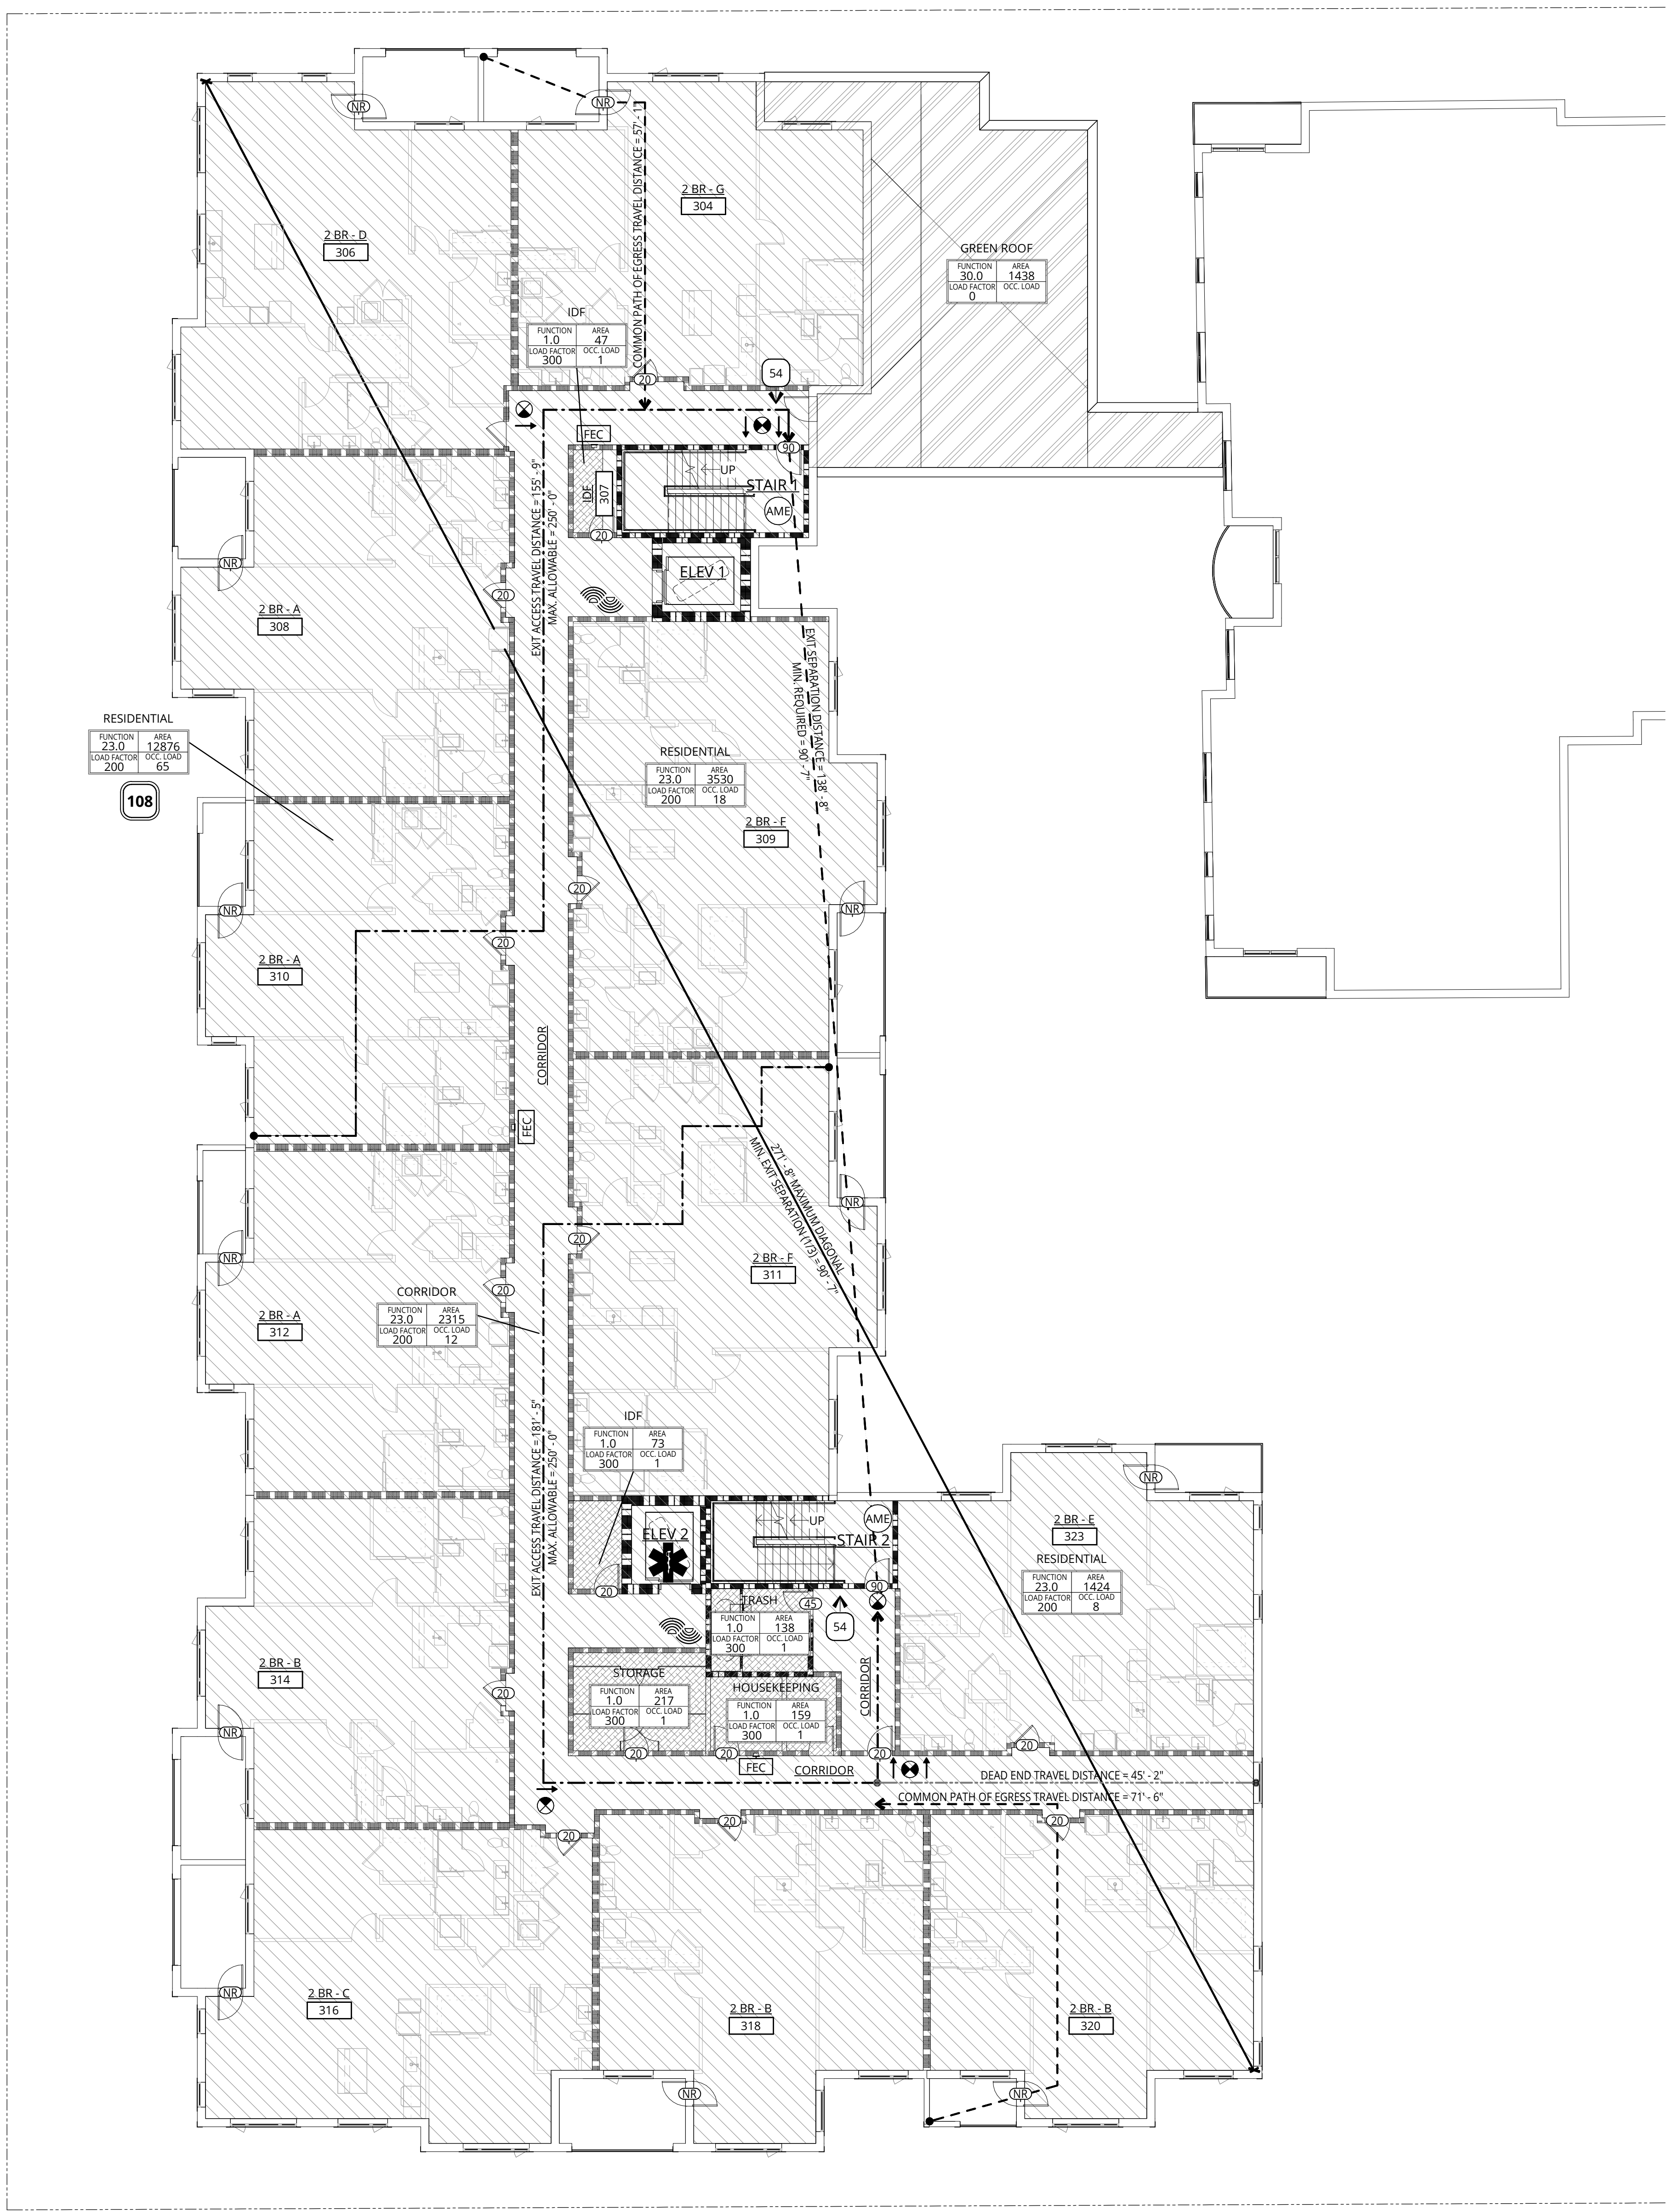 NR
NR
COMMON PATH OF EGRESS TRAVEL DISTANCE = 57' - 1"
2 BR - G
304
2 BR - D
306
GREEN ROOF
FUNCTION AREA
30.0 1438
LOAD FACTOR OCC. LOAD
0
IDF
FUNCTION AREA
1.0 47
LOAD FACTOR OCC. LOAD
300 1
20
54
FEC
90
UP
STAIR 1
IDF
307
AME
20
EXIT ACCESS TRAVEL DISTANCE = 155' - 9"
MAX. ALLOWABLE = 250' - 0"
ELEV 1
NR
20
2 BR - A
308
EXIT SEPARATION DISTANCE = 138' - 8"
MIN. REQUIRED = 90' - 7"
RESIDENTIAL
FUNCTION AREA
23.0 12876
LOAD FACTOR OCC. LOAD
200 65
108
RESIDENTIAL
FUNCTION AREA
23.0 3530
LOAD FACTOR OCC. LOAD
200 18
2 BR - F
309
20
NR
NR
20
2 BR - A
310
CORRIDOR
FEC
271' - 8" MAXIMUM DIAGONAL
MIN. EXIT SEPARATION (1/3) = 90' - 7"
NR
20
NR
2 BR - F
311
20
CORRIDOR
FUNCTION AREA
23.0 2315
LOAD FACTOR OCC. LOAD
200 12
2 BR - A
312
EXIT ACCESS TRAVEL DISTANCE = 181' - 5"
MAX. ALLOWABLE = 250' - 0"
IDF
FUNCTION AREA
1.0 73
LOAD FACTOR OCC. LOAD
300 1
NR
ELEV 2
UP
AME
STAIR 2
2 BR - E
323
RESIDENTIAL
FUNCTION AREA
23.0 1424
LOAD FACTOR OCC. LOAD
200 8
20
90
TRASH
45
FUNCTION AREA
1.0 138
LOAD FACTOR OCC. LOAD
300 1
54
2 BR - B
314
20
STORAGE
FUNCTION AREA
1.0 217
LOAD FACTOR OCC. LOAD
300 1
HOUSEKEEPING
FUNCTION AREA
1.0 159
LOAD FACTOR OCC. LOAD
300 1
CORRIDOR
NR
20
20
20
20
FEC
CORRIDOR
DEAD END TRAVEL DISTANCE = 45' - 2"
COMMON PATH OF EGRESS TRAVEL DISTANCE = 71' - 6"
20
20
20
NR
2 BR - C
316
2 BR - B
318
2 BR - B
320
NR
NR